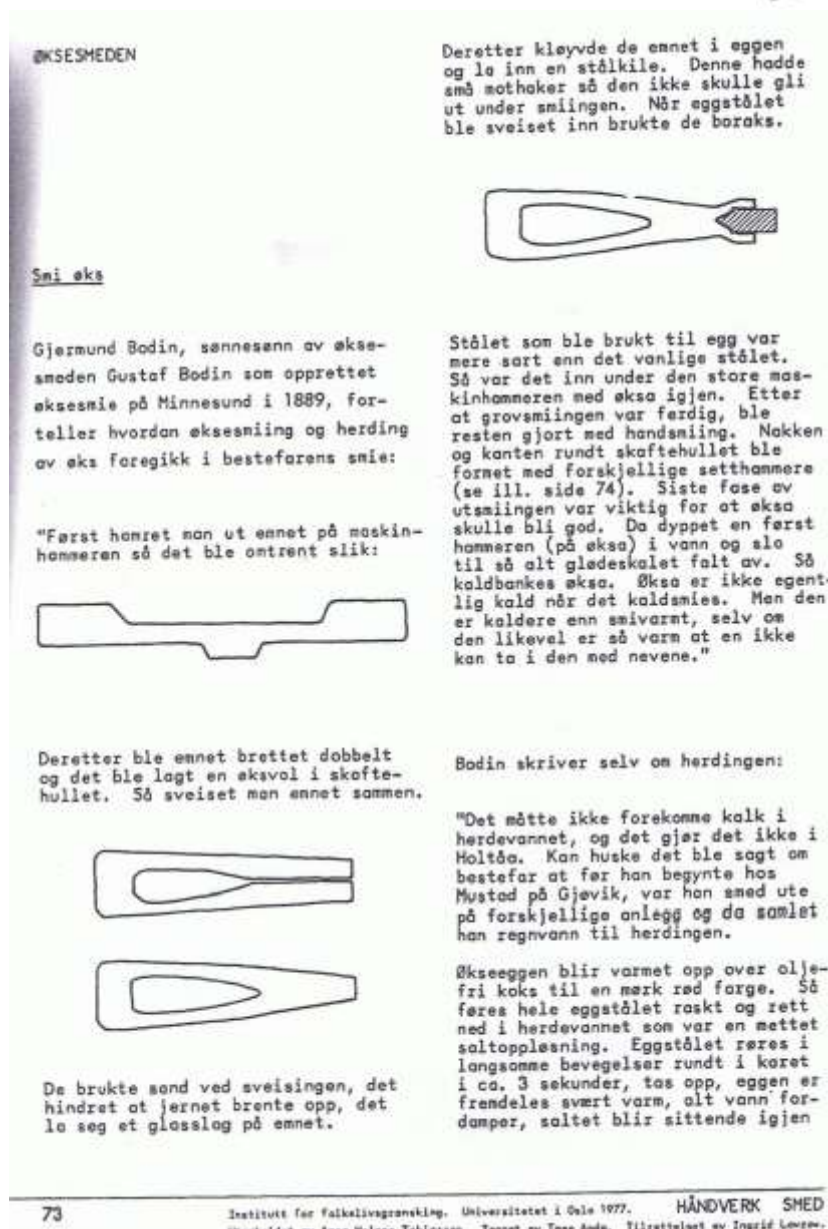 ØKSESMEDEN
Smi øks
Gjermund Bodin, sønnesønn av økse-
smeden Gustaf Bodin som opprettet
øksesmie på Minnesund i 1889, for-
teller hvordan øksesmiing og herding
av øks foregikk i bestefarens smie:
"Først hamret man ut emnet på maskin-
hammeren så det ble omtrent slik:
Deretter ble emnet brettet dobbelt
og det ble lagt en øksvol i skafte-
hullet. Så sveiset man emnet sammen.
De brukte sand ved sveisingen, det
hindret at jernet brente opp, det
la seg et glasslag på emnet.
Deretter kløyvde de emnet i eggen
og la inn en stålkile. Denne hadde
små mothaker så den ikke skulle gli
ut under smiingen. Når eggstålet
ble sveiset inn brukte de boraks.
Stålet som ble brukt til egg var
mere sart enn det vanlige stålet.
Så var det inn under den store mas-
kinhammeren med øksa igjen. Etter
at grovsmiingen var ferdig, ble
resten gjort med handsmiing. Nakken
og kanten rundt skaftehullet ble
formet med forskjellige setthammere
(se ill. side 74). Siste fase av
utsmiingen var viktig for at øksa
skulle bli god. Da dyppet en først
hammeren (på øksa) i vann og slo
til så alt glødeskalet falt av. Så
kaldbankes øksa. Øksa er ikke egent-
lig kald når det kaldsmies. Men den
er kaldere enn smivarmt, selv om
den likevel er så varm at en ikke
kan ta i den med nevene."
Bodin skriver selv om herdingen:
"Det måtte ikke forekomme kalk i
herdevannet, og det gjør det ikke i
Holtåa. Kan huske det ble sagt om
bestefar at før han begynte hos
Mustad på Gjøvik, var han smed ute
på forskjellige anlegg og da samlet
han regnvann til herdingen.
Økseeggen blir varmet opp over olje-
fri koks til en mørk rød farge. Så
føres hele eggstålet raskt og rett
ned i herdevannet som var en mettet
saltoppløsning. Eggstålet røres i
langsomme bevegelser rundt i karet
i ca. 3 sekunder, tas opp, eggen er
fremdeles svært varm, alt vann for-
damper, saltet blir sittende igjen
73 Institutt for folkelivsgransking. Universitetet i Oslo 1977. HÅNDVERK SMED